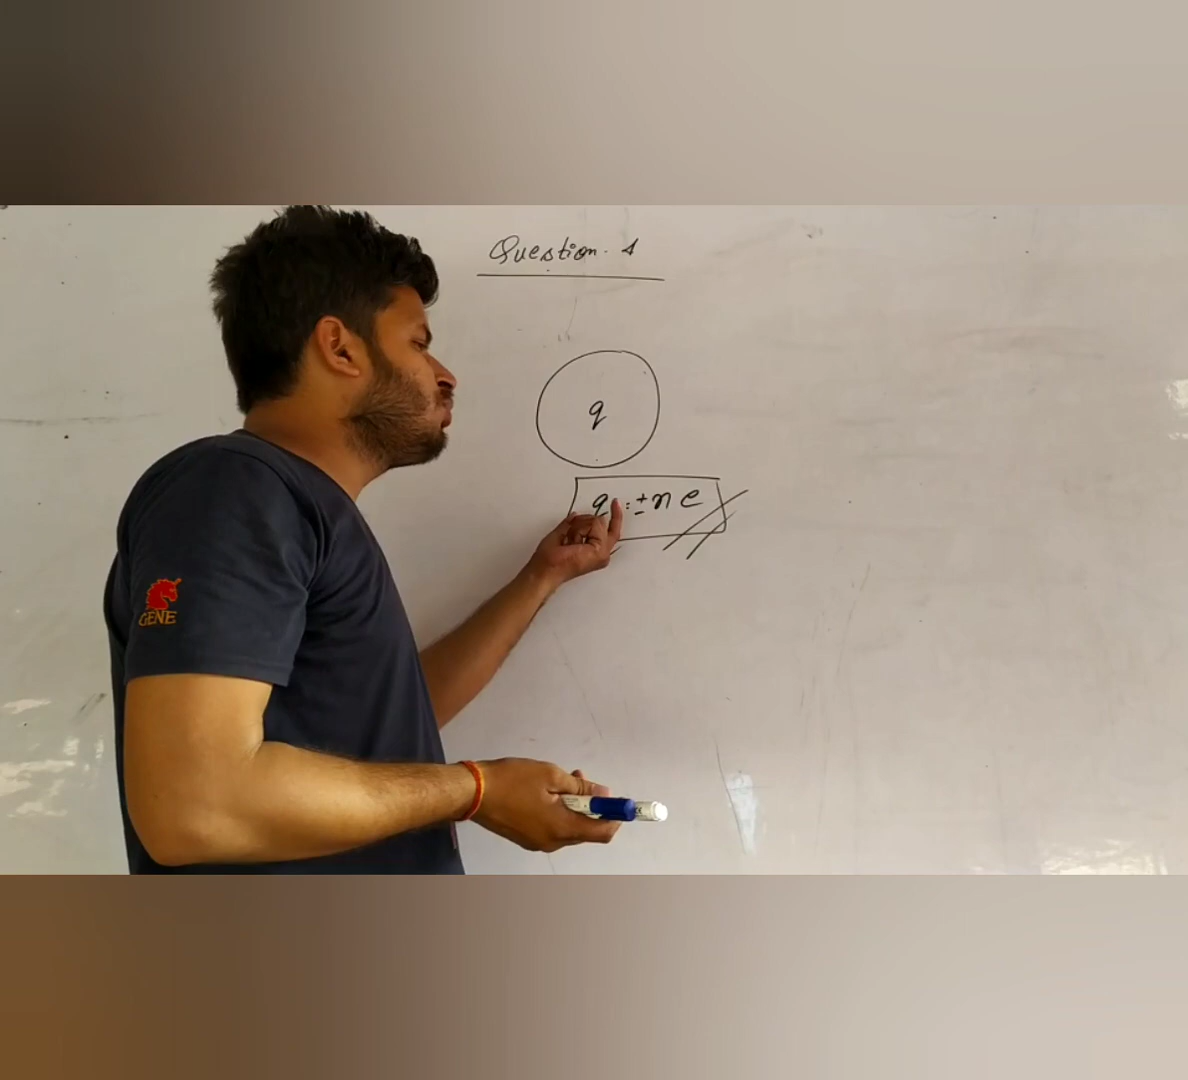 Question. 1
q
q = ±ne
GENE